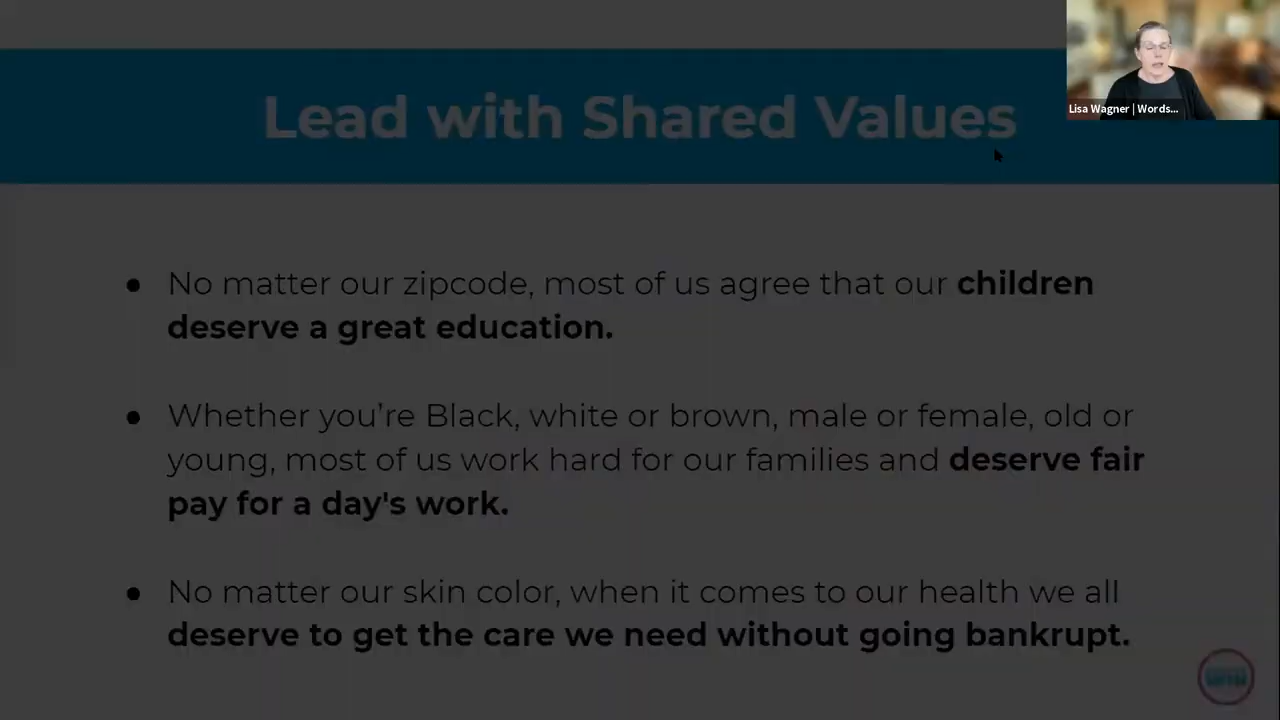 Lead with Shared Values
Lisa Wagner | Words...
● No matter our zipcode, most of us agree that our children
deserve a great education.
● Whether you're Black, white or brown, male or female, old or
young, most of us work hard for our families and deserve fair
pay for a day's work.
● No matter our skin color, when it comes to our health we all
deserve to get the care we need without going bankrupt.